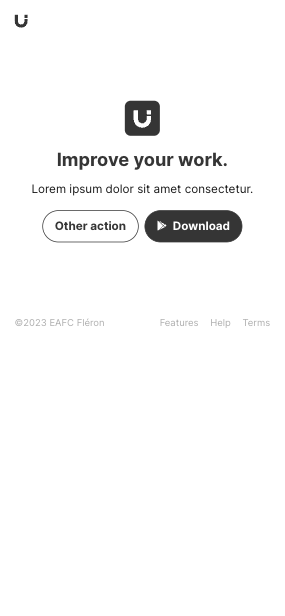 Improve your work.
Lorem ipsum dolor sit amet consectetur.
Other action
Download
©2023 EAFC Fléron
Features Help Terms